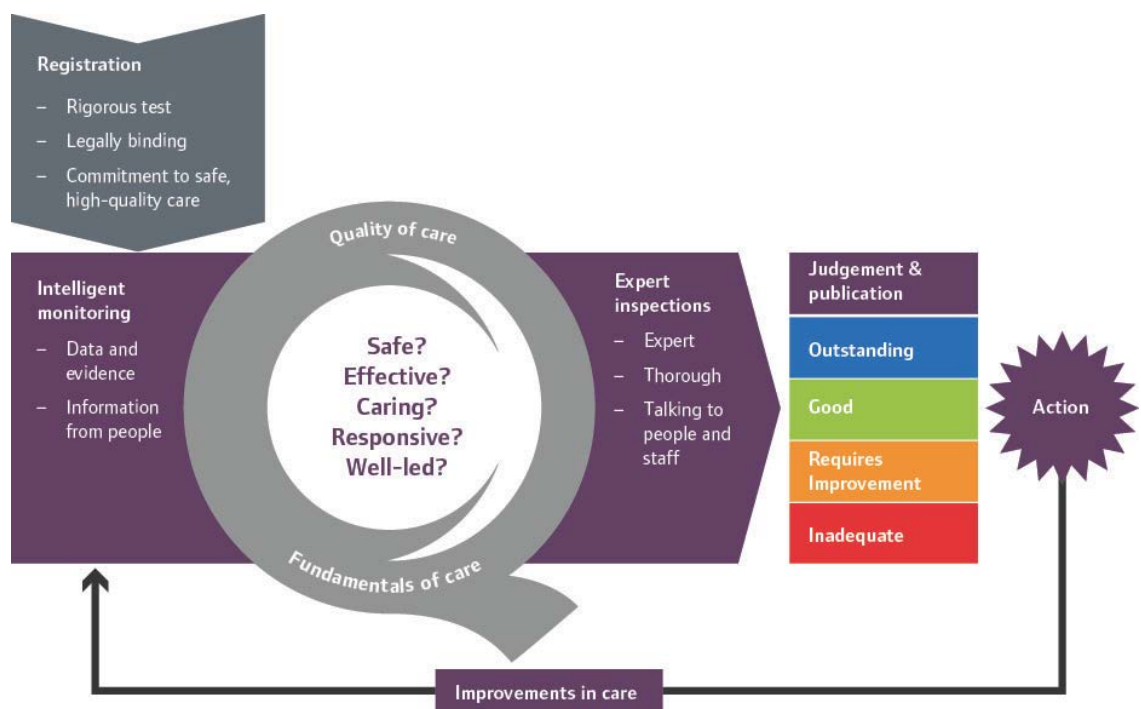 Registration
– Rigorous test
– Legally binding
– Commitment to safe,
high-quality care
Intelligent
monitoring
– Data and
evidence
– Information
from people
Quality of care
Safe?
Effective?
Caring?
Responsive?
Well-led?
Fundamentals of care
Expert
inspections
– Expert
– Thorough
– Talking to
people and
staff
Judgement &
publication
Outstanding
Good
Requires
Improvement
Inadequate
Action
Improvements in care